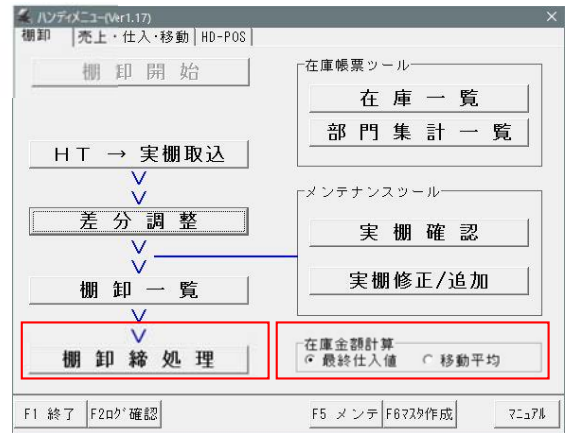 ハンディメニュー(Ver1.17)
棚卸 売上・仕入・移動 HD-POS
棚卸開始
在庫帳票ツール
在庫一覧
部門集計一覧
HT → 実棚取込
メンテナンスツール
差分調整
実棚確認
棚卸一覧
実棚修正/追加
在庫金額計算
棚卸締処理
最終仕入値 移動平均
F1 終了 F2ログ確認 F5 メンテ F6マスタ作成 マニュアル